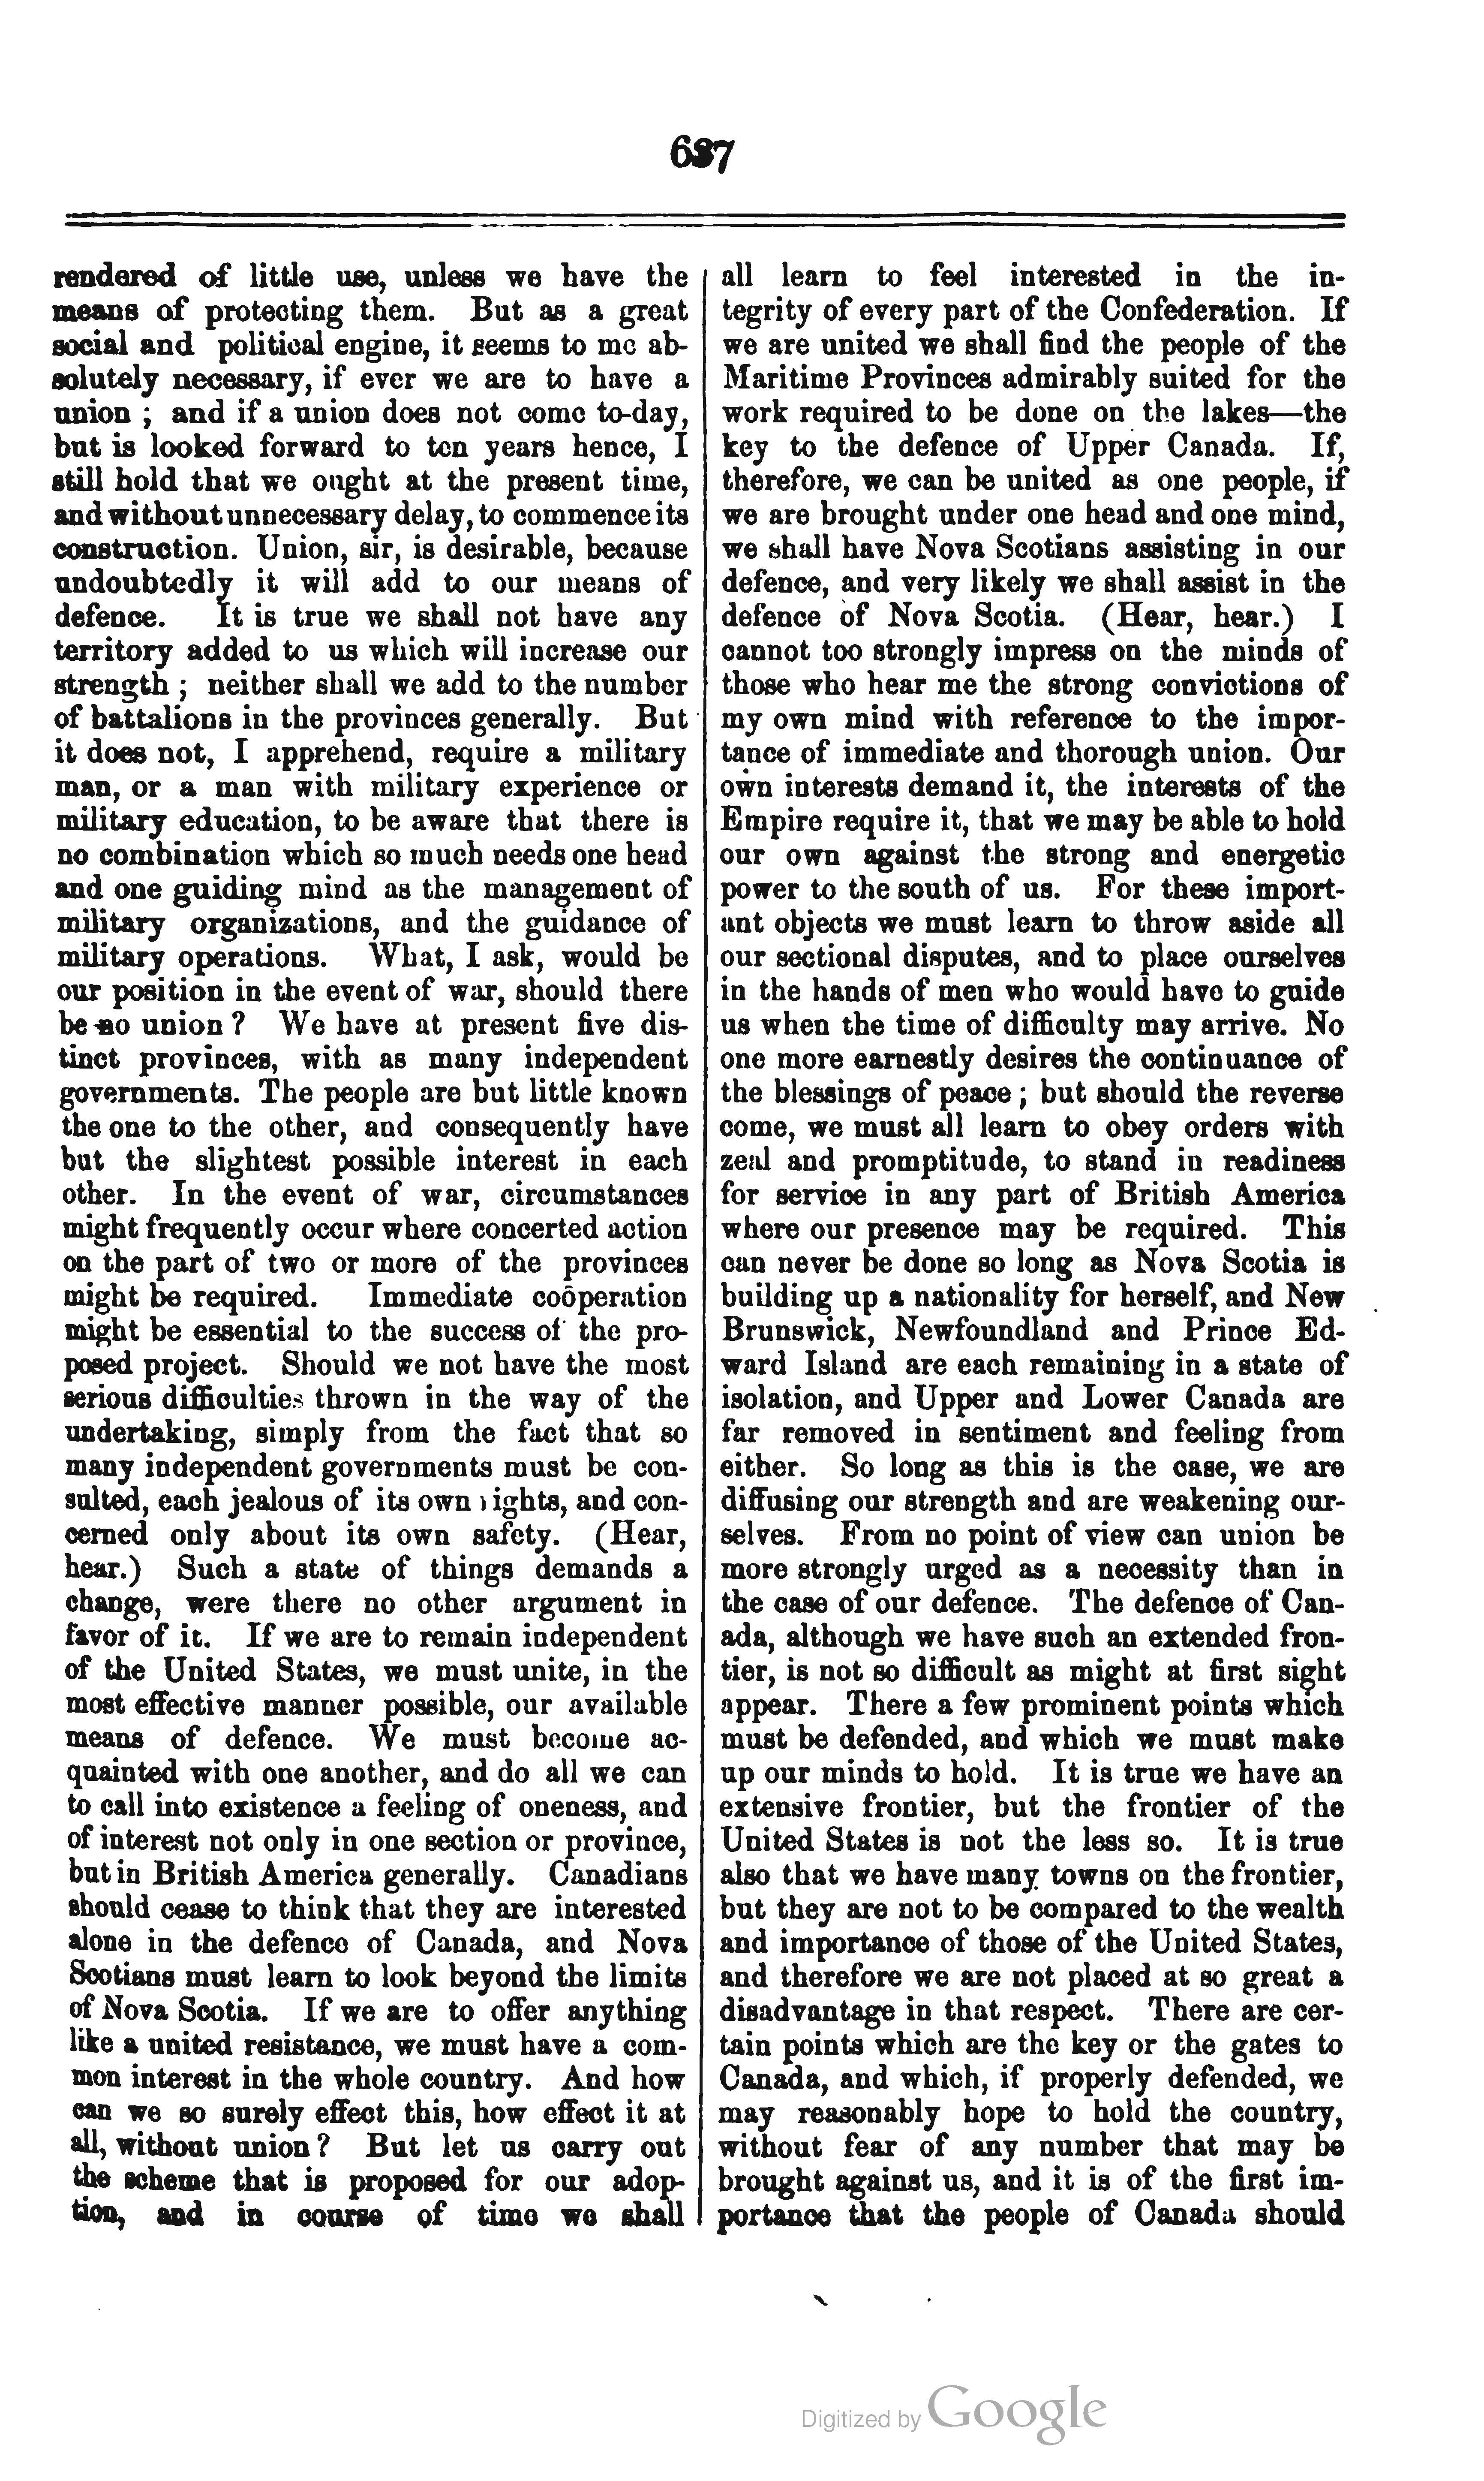 637
rendered of little use, unless we have the
means of protecting them. But as a great
social and political engine, it seems to me ab-
solutely necessary, if ever we are to have a
union ; and if a union does not come to-day,
but is looked forward to ten years hence, I
still hold that we ought at the present time,
and without unnecessary delay, to commence its
construction. Union, sir, is desirable, because
undoubtedly it will add to our means of
defence. It is true we shall not have any
territory added to us which will increase our
strength ; neither shall we add to the number
of battalions in the provinces generally. But
it does not, I apprehend, require a military
man, or a man with military experience or
military education, to be aware that there is
no combination which so much needs one head
and one guiding mind as the management of
military organizations, and the guidance of
military operations. What, I ask, would be
our position in the event of war, should there
be no union ? We have at present five dis-
tinct provinces, with as many independent
governments. The people are but little known
the one to the other, and consequently have
but the slightest possible interest in each
other. In the event of war, circumstances
might frequently occur where concerted action
on the part of two or more of the provinces
might be required. Immediate coöperation
might be essential to the success of the pro-
posed project. Should we not have the most
serious difficulties thrown in the way of the
undertaking, simply from the fact that so
many independent governments must be con-
sulted, each jealous of its own rights, and con-
cerned only about its own safety. (Hear,
hear.) Such a state of things demands a
change, were there no other argument in
favor of it. If we are to remain independent
of the United States, we must unite, in the
most effective manner possible, our available
means of defence. We must become ac-
quainted with one another, and do all we can
to call into existence a feeling of oneness, and
of interest not only in one section or province,
but in British America generally. Canadians
should cease to think that they are interested
alone in the defence of Canada, and Nova
Scotians must learn to look beyond the limits
of Nova Scotia. If we are to offer anything
like a united resistance, we must have a com-
mon interest in the whole country. And how
can we so surely effect this, how effect it at
all, without union ? But let us carry out
the scheme that is proposed for our adop-
tion, and in course of time we shall
all learn to feel interested in the in-
tegrity of every part of the Confederation. If
we are united we shall find the people of the
Maritime Provinces admirably suited for the
work required to be done on the lakes—the
key to the defence of Upper Canada. If,
therefore, we can be united as one people, if
we are brought under one head and one mind,
we shall have Nova Scotians assisting in our
defence, and very likely we shall assist in the
defence of Nova Scotia. (Hear, hear.) I
cannot too strongly impress on the minds of
those who hear me the strong convictions of
my own mind with reference to the impor-
tance of immediate and thorough union. Our
own interests demand it, the interests of the
Empire require it, that we may be able to hold
our own against the strong and energetic
power to the south of us. For these import-
ant objects we must learn to throw aside all
our sectional disputes, and to place ourselves
in the hands of men who would have to guide
us when the time of difficulty may arrive. No
one more earnestly desires the continuance of
the blessings of peace ; but should the reverse
come, we must all learn to obey orders with
zeal and promptitude, to stand in readiness
for service in any part of British America
where our presence may be required. This
can never be done so long as Nova Scotia is
building up a nationality for herself, and New
Brunswick, Newfoundland and Prince Ed-
ward Island are each remaining in a state of
isolation, and Upper and Lower Canada are
far removed in sentiment and feeling from
either. So long as this is the case, we are
diffusing our strength and are weakening our-
selves. From no point of view can union be
more strongly urged as a necessity than in
the case of our defence. The defence of Can-
ada, although we have such an extended fron-
tier, is not so difficult as might at first sight
appear. There a few prominent points which
must be defended, and which we must make
up our minds to hold. It is true we have an
extensive frontier, but the frontier of the
United States is not the less so. It is true
also that we have many towns on the frontier,
but they are not to be compared to the wealth
and importance of those of the United States,
and therefore we are not placed at so great a
disadvantage in that respect. There are cer-
tain points which are the key or the gates to
Canada, and which, if properly defended, we
may reasonably hope to hold the country,
without fear of any number that may be
brought against us, and it is of the first im-
portance that the people of Canada should
Digitized by Google